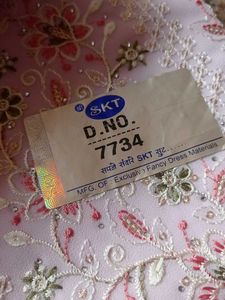 SKT
D.NO.
7734
SKT सुट......
MFG. OF Exclusive Fancy Dress Materials